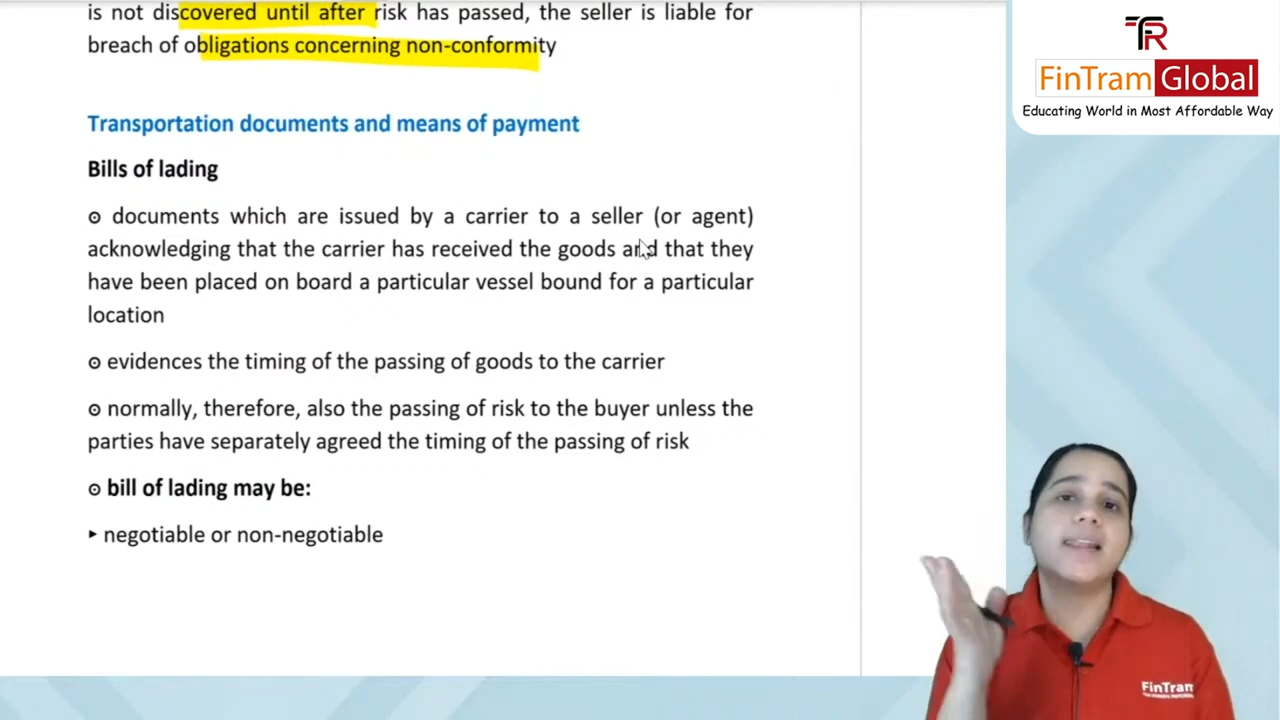 is not discovered until after risk has passed, the seller is liable for
breach of obligations concerning non-conformity
Transportation documents and means of payment
Bills of lading
⊙ documents which are issued by a carrier to a seller (or agent)
acknowledging that the carrier has received the goods and that they
have been placed on board a particular vessel bound for a particular
location
⊙ evidences the timing of the passing of goods to the carrier
⊙ normally, therefore, also the passing of risk to the buyer unless the
parties have separately agreed the timing of the passing of risk
⊙ bill of lading may be:
‣ negotiable or non-negotiable
TR
FinTram Global
Educating World in Most Affordable Way
FinTram